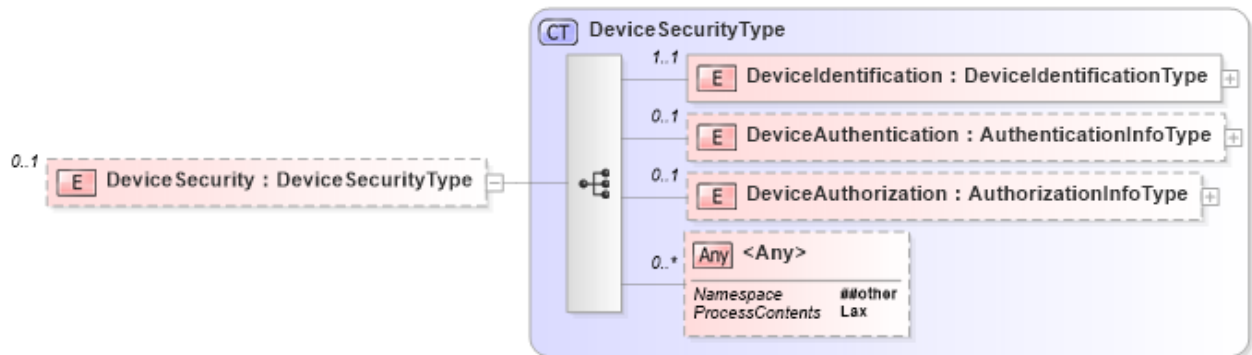 CT DeviceSecurityType
1..1
E DeviceIdentification : DeviceIdentificationType
0..1
E DeviceAuthentication : AuthenticationInfoType
0..1
E DeviceSecurity : DeviceSecurityType
0..1
E DeviceAuthorization : AuthorizationInfoType
0..*
Any <Any>
Namespace ##other
ProcessContents Lax